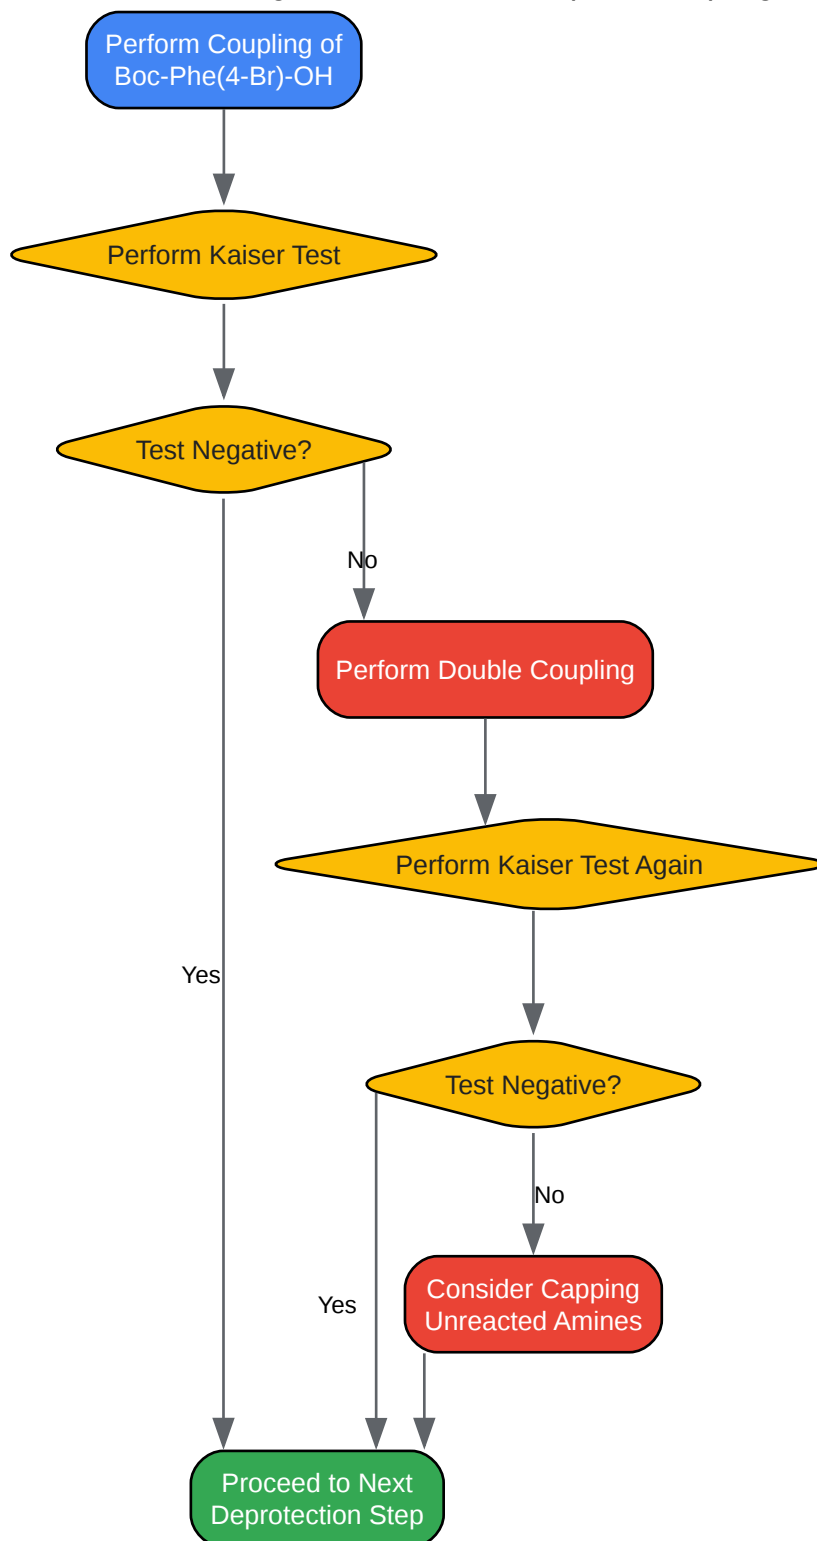 Perform Coupling of
Boc-Phe(4-Br)-OH
Perform Kaiser Test
Test Negative?
No
Perform Double Coupling
Perform Kaiser Test Again
Yes
Test Negative?
No
Yes
Consider Capping
Unreacted Amines
Proceed to Next
Deprotection Step